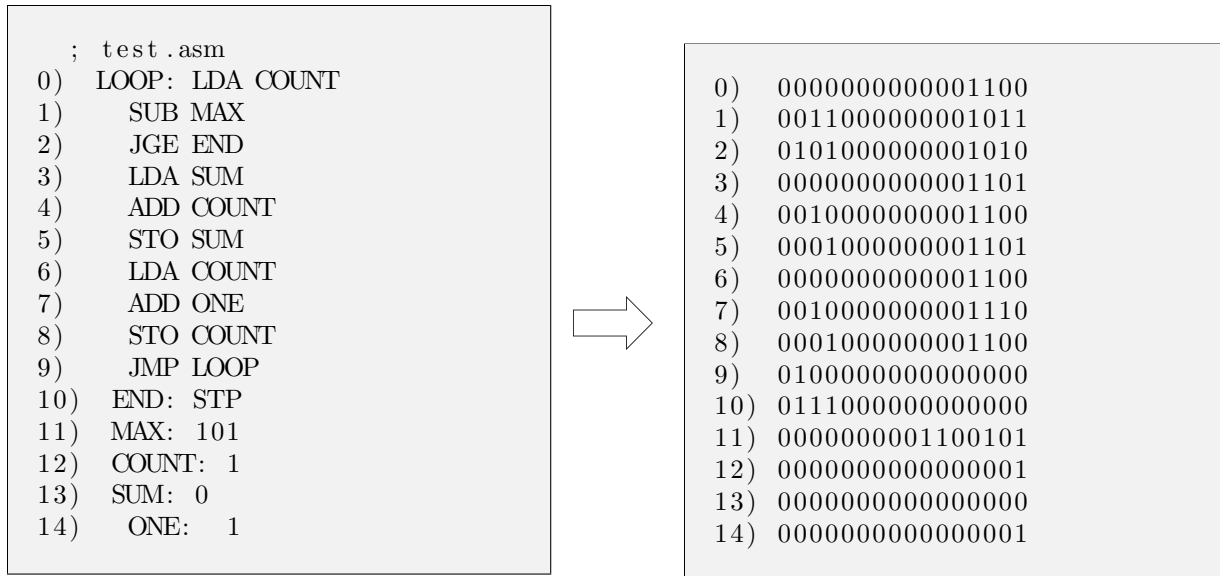 ; test.asm
0) LOOP: LDA COUNT
1) SUB MAX
2) JGE END
3) LDA SUM
4) ADD COUNT
5) STO SUM
6) LDA COUNT
7) ADD ONE
8) STO COUNT
9) JMP LOOP
10) END: STP
11) MAX: 101
12) COUNT: 1
13) SUM: 0
14) ONE: 1
0) 0000000000001100
1) 0011000000001011
2) 0101000000001010
3) 0000000000001101
4) 0010000000001100
5) 0001000000001101
6) 0000000000001100
7) 0010000000001110
8) 0001000000001100
9) 0100000000000000
10) 0111000000000000
11) 0000000001100101
12) 0000000000000001
13) 0000000000000000
14) 0000000000000001